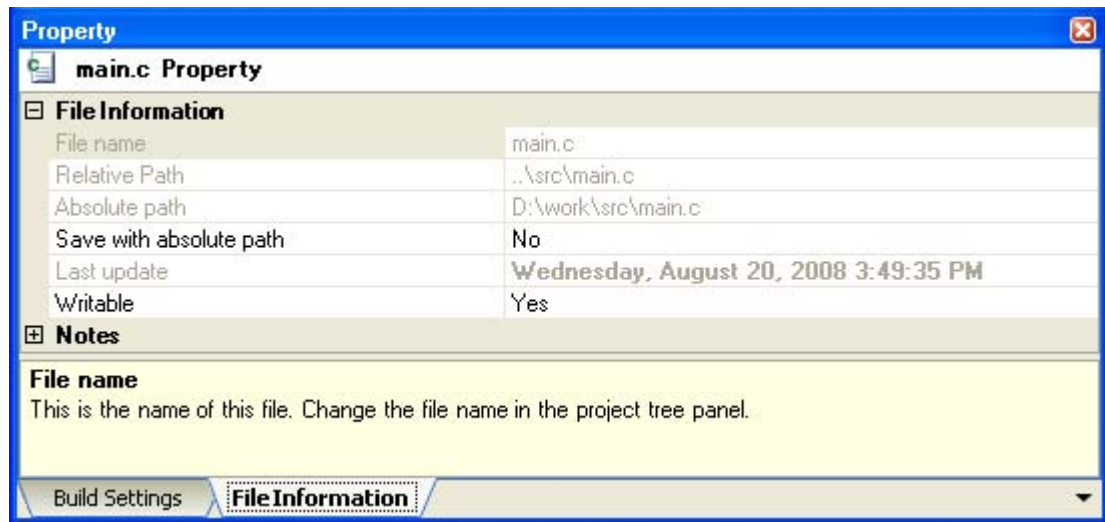 Property
main.c Property
File Information
File name main.c
Relative Path ..\src\main.c
Absolute path D:\work\src\main.c
Save with absolute path No
Last update Wednesday, August 20, 2008 3:49:35 PM
Writable Yes
Notes
File name
This is the name of this file. Change the file name in the project tree panel.
Build Settings File Information